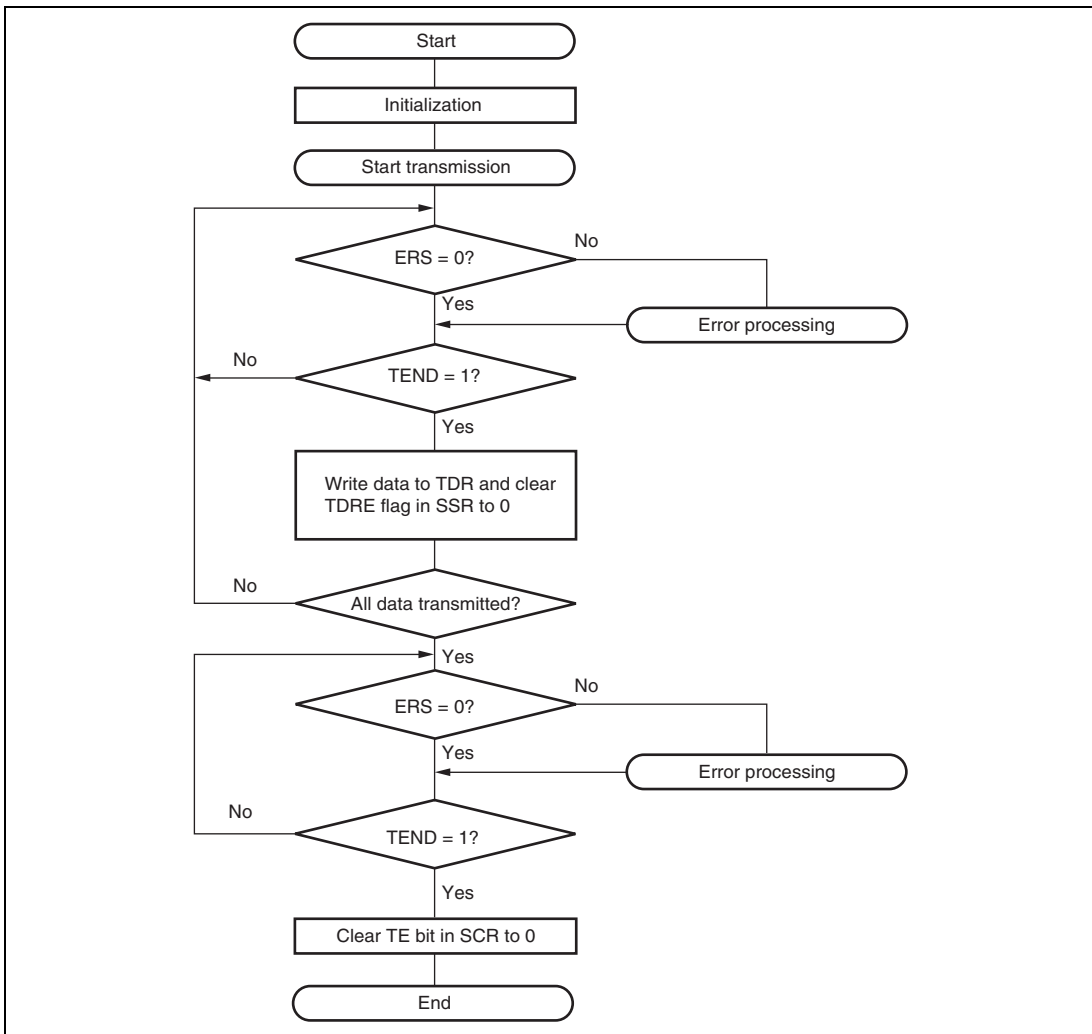 Start
Initialization
Start transmission
ERS = 0?
No
Yes
Error processing
No
TEND = 1?
Yes
Write data to TDR and clear
TDRE flag in SSR to 0
No
All data transmitted?
Yes
ERS = 0?
No
Yes
Error processing
No
TEND = 1?
Yes
Clear TE bit in SCR to 0
End